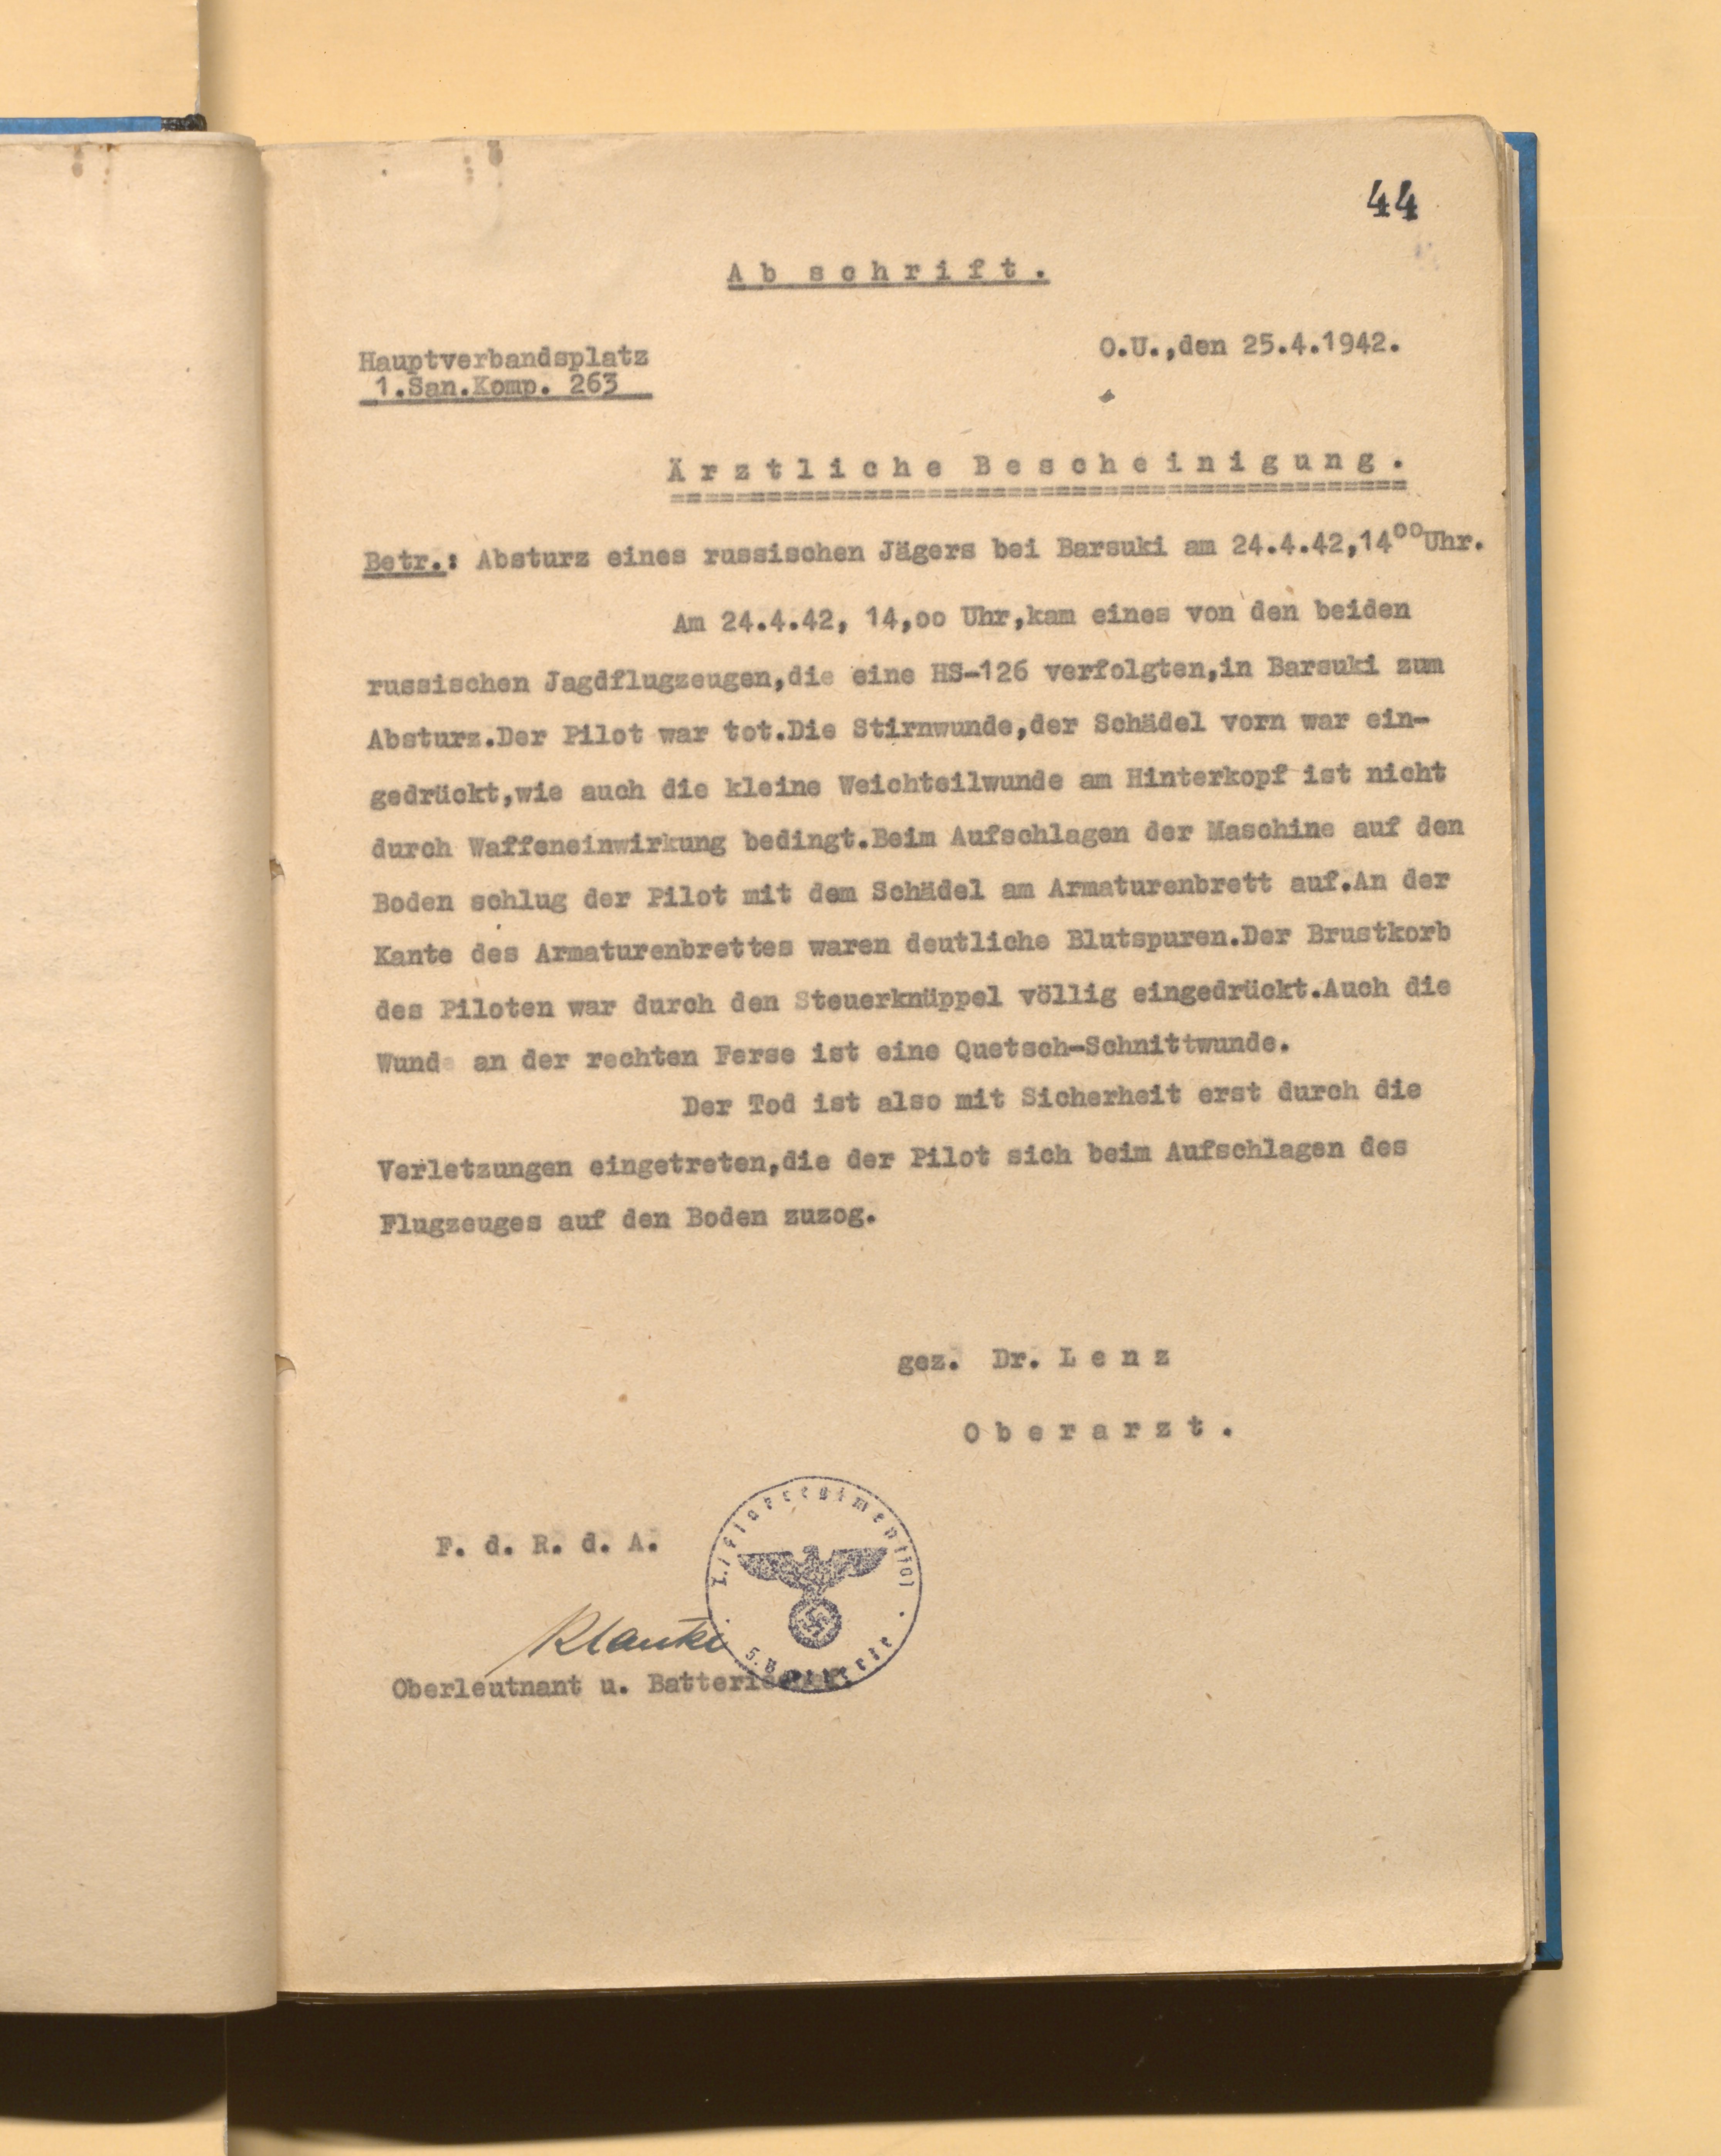 44
Abschrift.
Hauptverbandsplatz
1.San.Komp. 263
O.U.,den 25.4.1942.
Ärztliche Bescheinigung.
Betr.: Absturz eines russischen Jägers bei Barsuki am 24.4.42,14⁰⁰Uhr.
Am 24.4.42, 14,oo Uhr,kam eines von den beiden
russischen Jagdflugzeugen,die eine HS-126 verfolgten,in Barsuki zum
Absturz.Der Pilot war tot.Die Stirnwunde,der Schädel vorn war ein-
gedrückt,wie auch die kleine Weichteilwunde am Hinterkopf ist nicht
durch Waffeneinwirkung bedingt.Beim Aufschlagen der Maschine auf den
Boden schlug der Pilot mit dem Schädel am Armaturenbrett auf.An der
Kante des Armaturenbrettes waren deutliche Blutspuren.Der Brustkorb
des Piloten war durch den Steuerknüppel völlig eingedrückt.Auch die
Wunde an der rechten Ferse ist eine Quetsch-Schnittwunde.
Der Tod ist also mit Sicherheit erst durch die
Verletzungen eingetreten,die der Pilot sich beim Aufschlagen des
Flugzeuges auf den Boden zuzog.
gez. Dr. Lenz
Oberarzt.
F. d. R. d. A.
5. Batterie
Oberleutnant u.